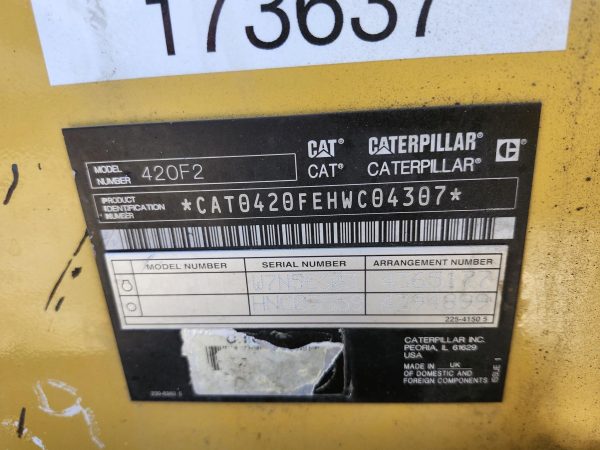 173637
CAT CATERPILLAR
CAT CATERPILLAR C
MODEL NUMBER 420F2
PRODUCT IDENTIFICATION NUMBER *CAT0420FEHWC04307*
MODEL NUMBER SERIAL NUMBER ARRANGEMENT NUMBER
225-4150 5
CATERPILLAR INC.
PEORIA, IL 61629
USA
MADE IN UK
OF DOMESTIC AND
FOREIGN COMPONENTS
ISSUE 1